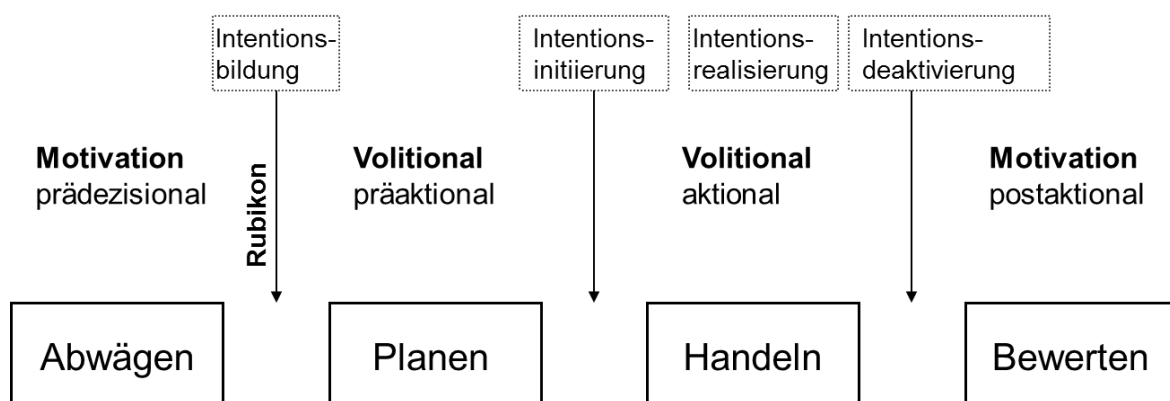 Intentions-
bildung
Intentions-
initiierung
Intentions-
realisierung
Intentions-
deaktivierung
Motivation
prädezisional
Rubikon
Volitional
präaktional
Volitional
aktional
Motivation
postaktional
Abwägen
Planen
Handeln
Bewerten